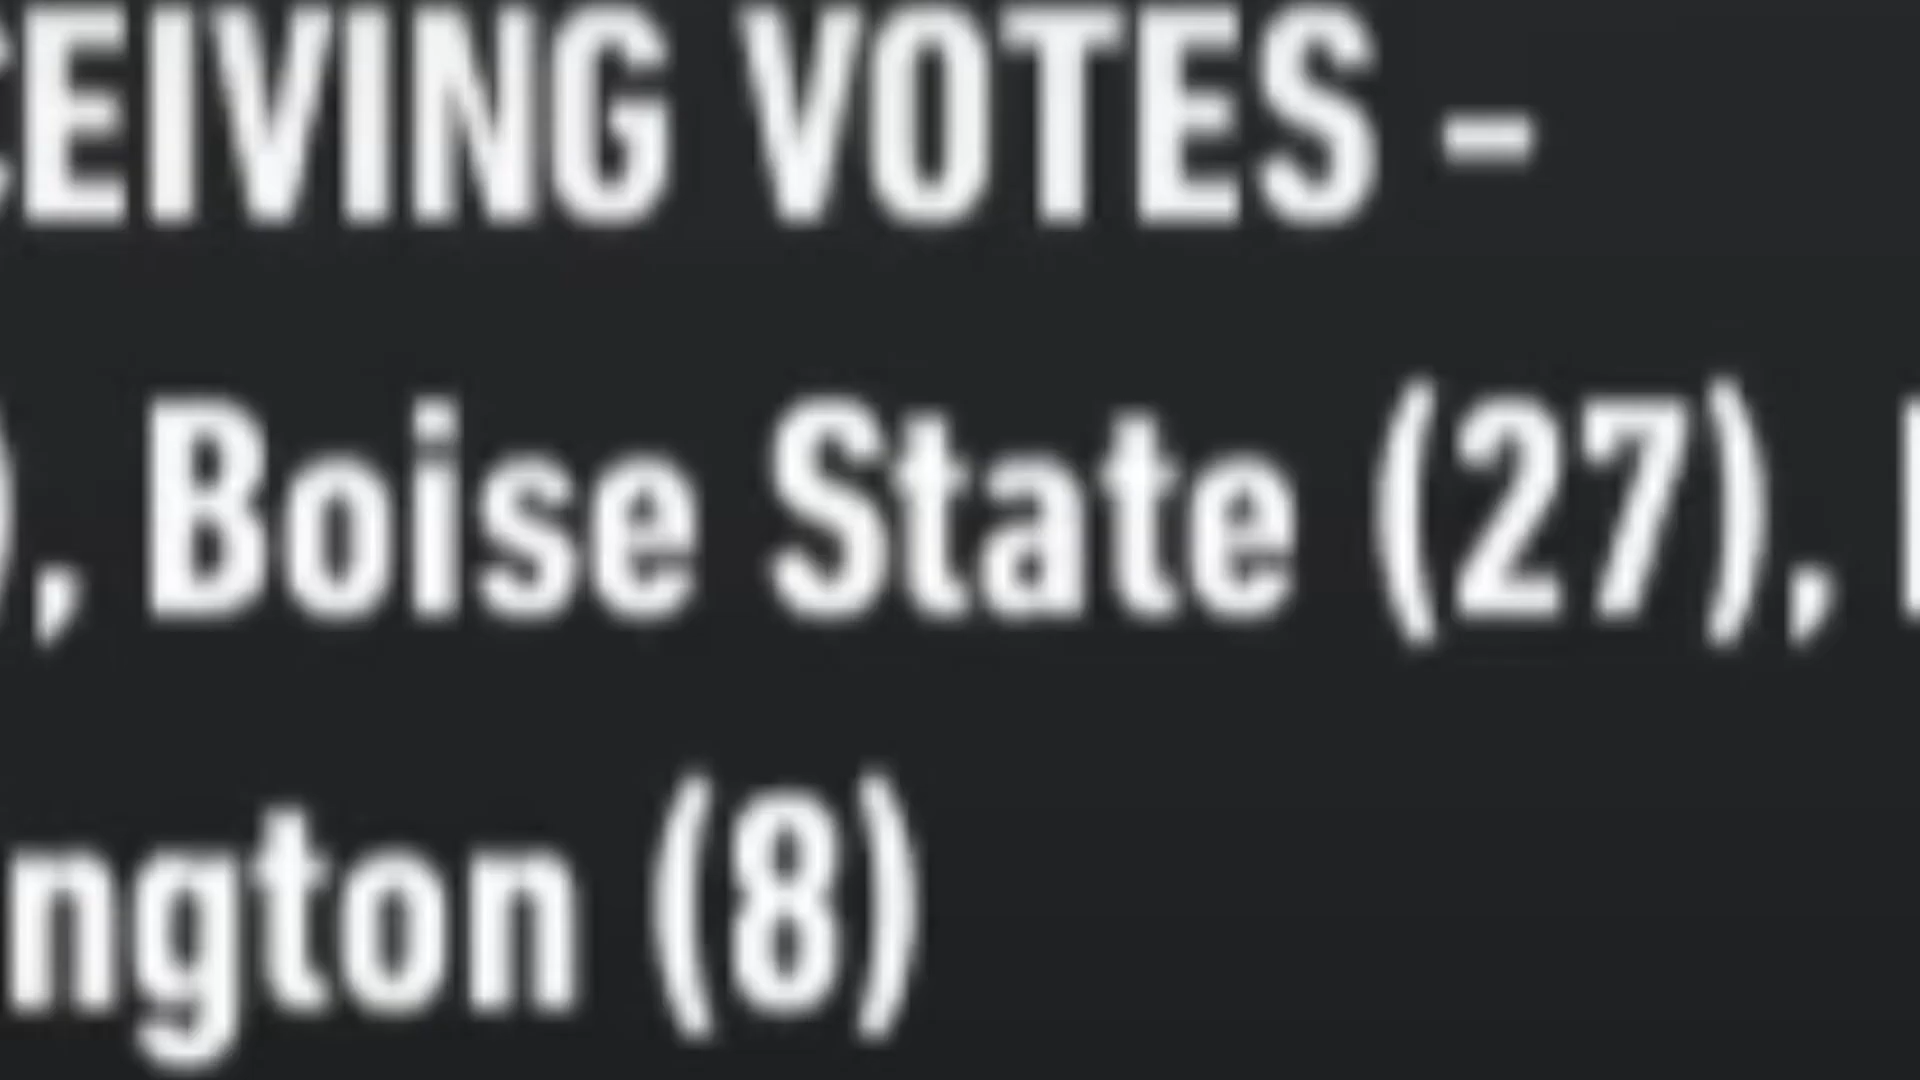 CEIVING VOTES -
), Boise State (27),
ngton (8)